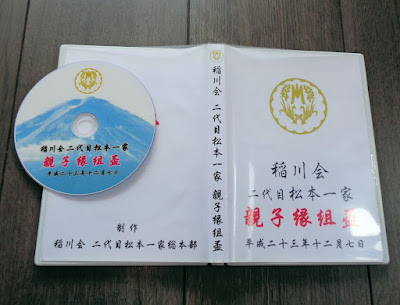 稲川会 二代目松本一家
親子縁組盃
平成二十三年十二月七日
制作
稲川会 二代目松本一家総本部
稲川会 二代目松本一家 親子縁組盃
稲川会
二代目松本一家
親子縁組盃
平成二十三年十二月七日